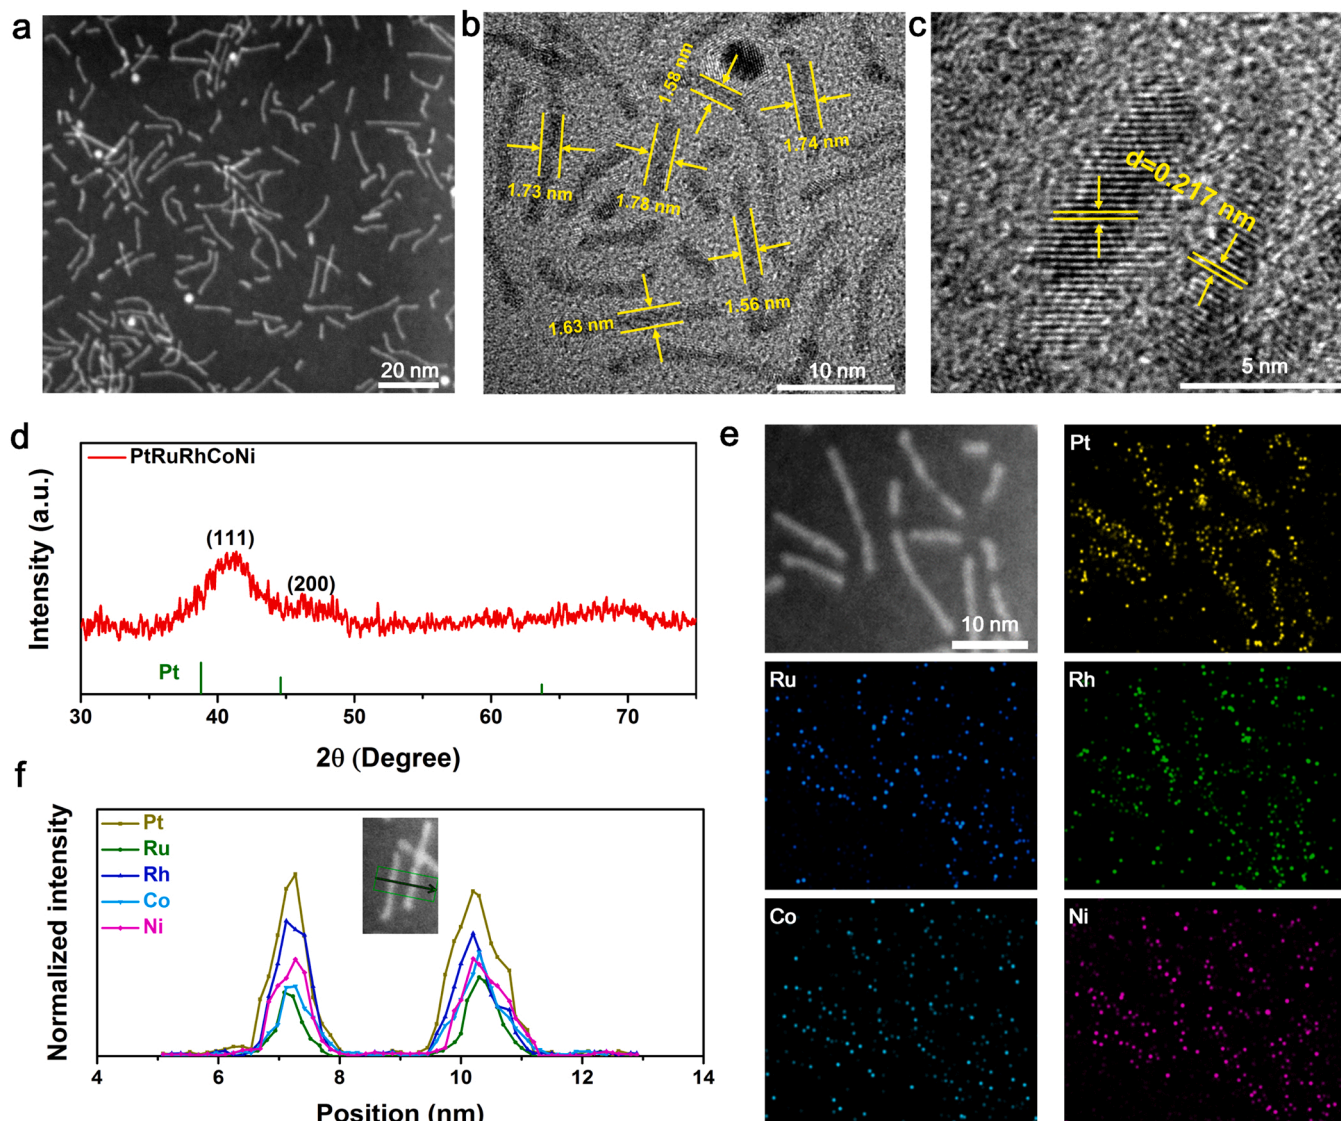 a
20 nm
b
1.58 nm
1.74 nm
1.73 nm
1.78 nm
1.56 nm
1.63 nm
10 nm
c
d=0.217 nm
5 nm
d
PtRuRhCoNi
(111)
(200)
Pt
Intensity (a.u.)
30 40 50 60 70
2θ (Degree)
e
10 nm
Pt
Ru
Rh
Co
Ni
f
Normalized intensity
Pt
Ru
Rh
Co
Ni
4 6 8 10 12 14
Position (nm)